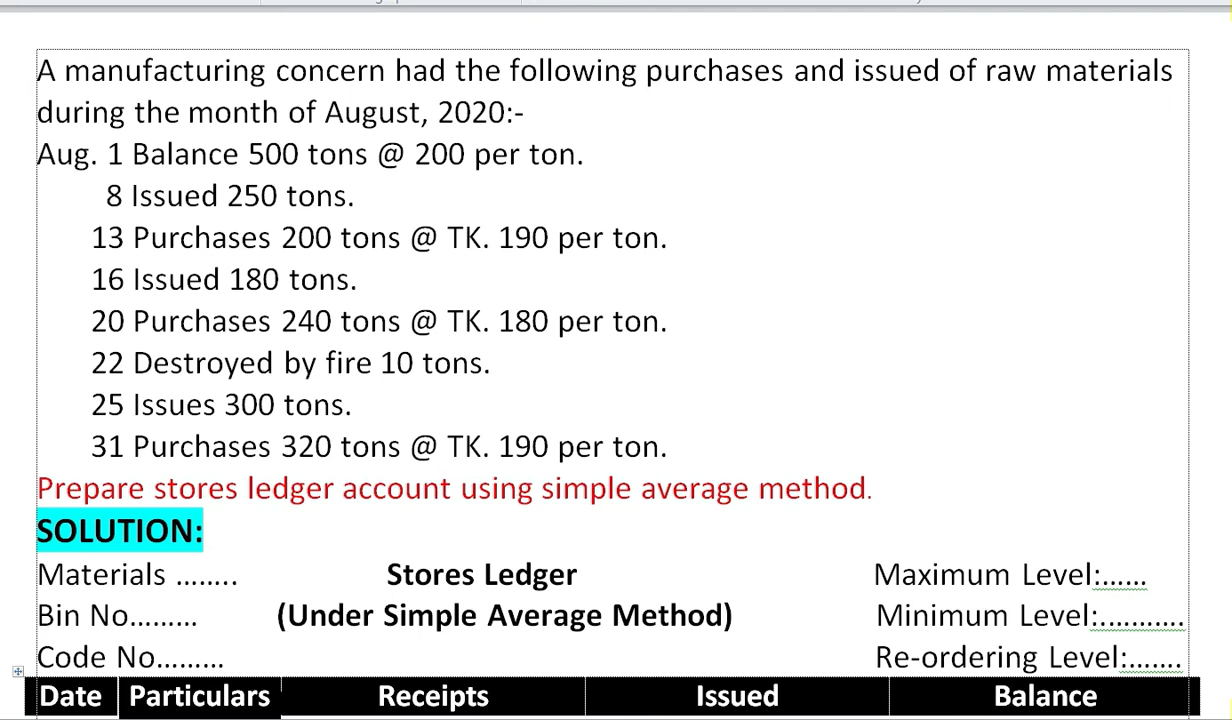 A manufacturing concern had the following purchases and issued of raw materials
during the month of August, 2020:-
Aug. 1 Balance 500 tons @ 200 per ton.
8 Issued 250 tons.
13 Purchases 200 tons @ TK. 190 per ton.
16 Issued 180 tons.
20 Purchases 240 tons @ TK. 180 per ton.
22 Destroyed by fire 10 tons.
25 Issues 300 tons.
31 Purchases 320 tons @ TK. 190 per ton.
Prepare stores ledger account using simple average method.
SOLUTION:
Materials ........ Stores Ledger Maximum Level:......
Bin No......... (Under Simple Average Method) Minimum Level:...........
Code No......... Re-ordering Level:.......
Date Particulars Receipts Issued Balance